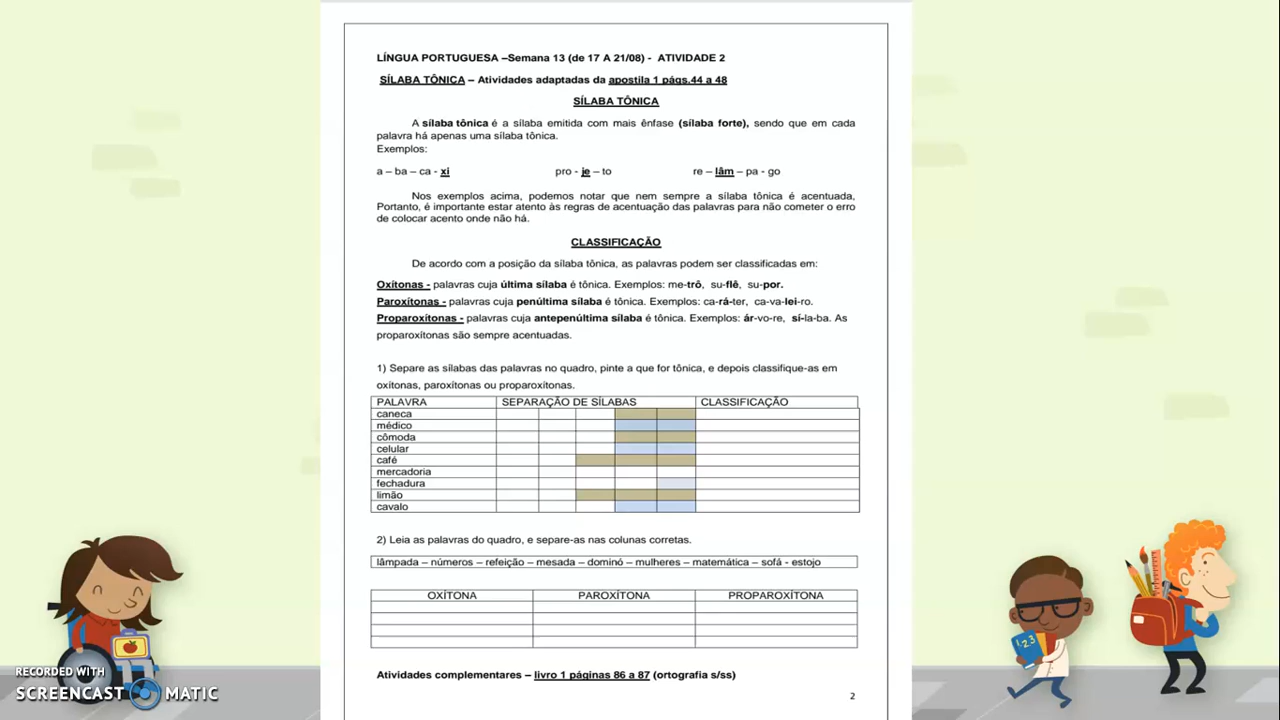 LÍNGUA PORTUGUESA –Semana 13 (de 17 A 21/08) - ATIVIDADE 2
SÍLABA TÔNICA – Atividades adaptadas da apostila 1 págs.44 a 48
SÍLABA TÔNICA
A sílaba tônica é a sílaba emitida com mais ênfase (sílaba forte), sendo que em cada
palavra há apenas uma sílaba tônica.
Exemplos:
a – ba – ca - xi pro - je – to re – lâm – pa - go
Nos exemplos acima, podemos notar que nem sempre a sílaba tônica é acentuada,
Portanto, é importante estar atento às regras de acentuação das palavras para não cometer o erro
de colocar acento onde não há.
CLASSIFICAÇÃO
De acordo com a posição da sílaba tônica, as palavras podem ser classificadas em:
Oxítonas - palavras cuja última sílaba é tônica. Exemplos: me-trô, su-flê, su-por.
Paroxítonas - palavras cuja penúltima sílaba é tônica. Exemplos: ca-rá-ter, ca-va-lei-ro.
Proparoxítonas - palavras cuja antepenúltima sílaba é tônica. Exemplos: ár-vo-re, sí-la-ba. As
proparoxítonas são sempre acentuadas.
1) Separe as sílabas das palavras no quadro, pinte a que for tônica, e depois classifique-as em
oxítonas, paroxítonas ou proparoxítonas.
PALAVRA SEPARAÇÃO DE SÍLABAS CLASSIFICAÇÃO
caneca
médico
cômoda
celular
café
mercadoria
fechadura
limão
cavalo
2) Leia as palavras do quadro, e separe-as nas colunas corretas.
lâmpada – números – refeição – mesada – dominó – mulheres – matemática – sofá - estojo
OXÍTONA PAROXÍTONA PROPAROXÍTONA
Atividades complementares – livro 1 páginas 86 a 87 (ortografia s/ss)
2
1,2,3
RECORDED WITH
SCREENCAST MATIC